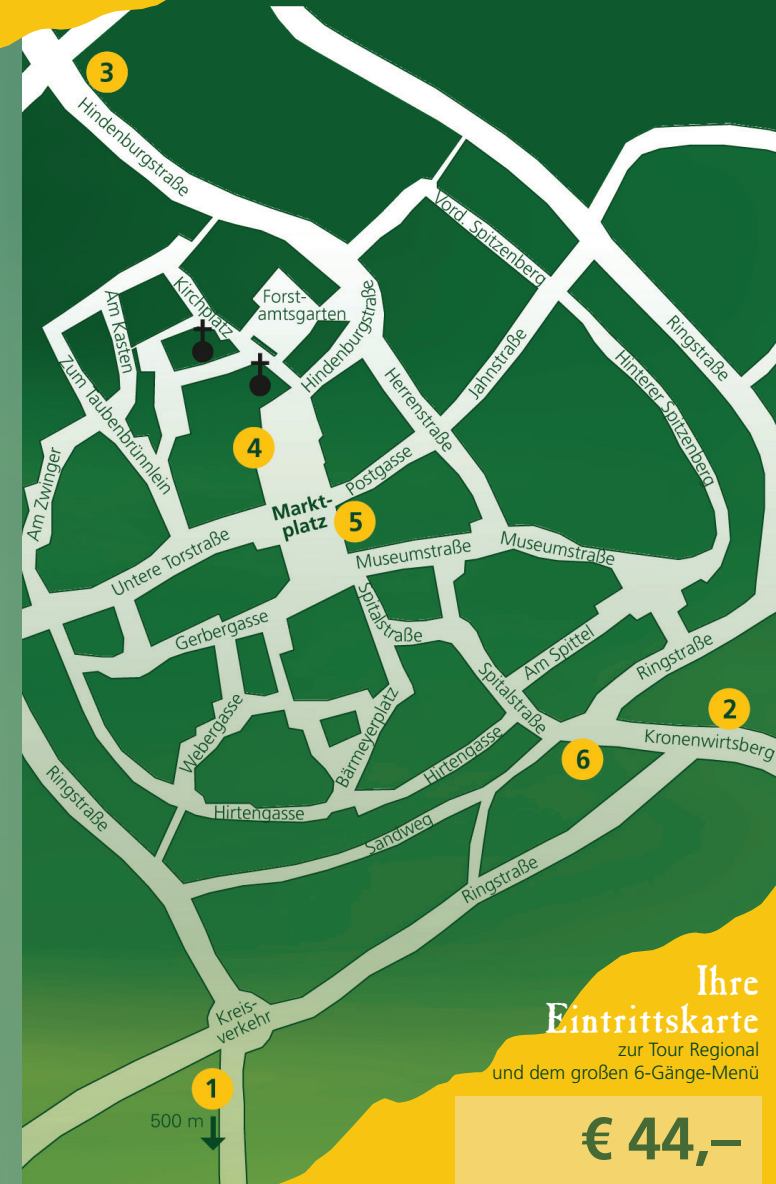 3
Hindenburgstraße
Vord. Spitzenberg
Kirchplatz
Forst-
amtsgarten
Am Kasten
Hindenburgstraße
Ringstraße
Jahnstraße
Hinterer Spitzenberg
Zum Taubenbrünnlein
Herrenstraße
4
Am Zwinger
Postgasse
Markt-
platz
5
Untere Torstraße
Museumstraße
Museumstraße
Gerbergasse
Spitalstraße
Am Spittel
Ringstraße
Spitalstraße
2
Kronenwirtsberg
Webergasse
Bärmeyerplatz
Hirtengasse
6
Ringstraße
Hirtengasse
Sandweg
Ringstraße
Kreis-
verkehr
1
500 m
Ihre
Eintrittskarte
zur Tour Regional
und dem großen 6-Gänge-Menü
€ 44,–